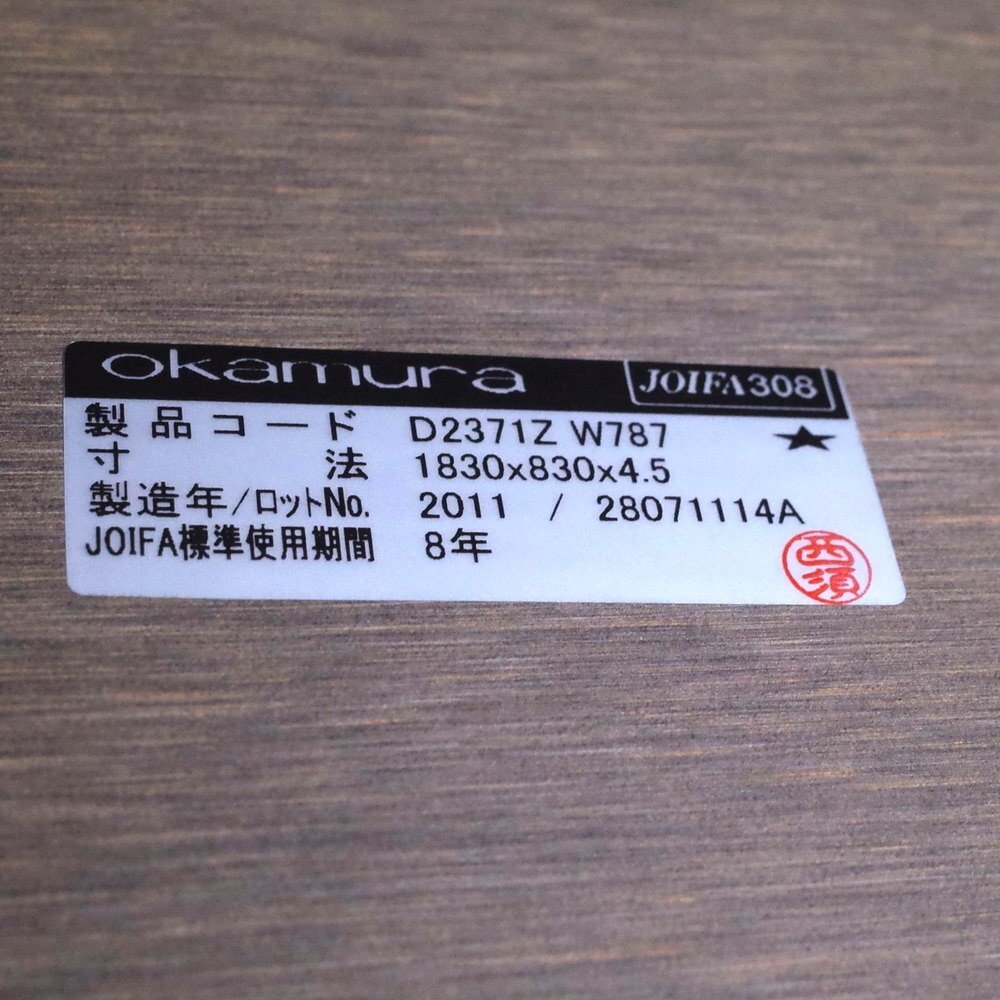 okamura JOIFA308
製品コード D2371Z W787 ★
寸法 1830x830x4.5
製造年/ロットNo. 2011 / 28071114A
JOIFA標準使用期間 8年
西須